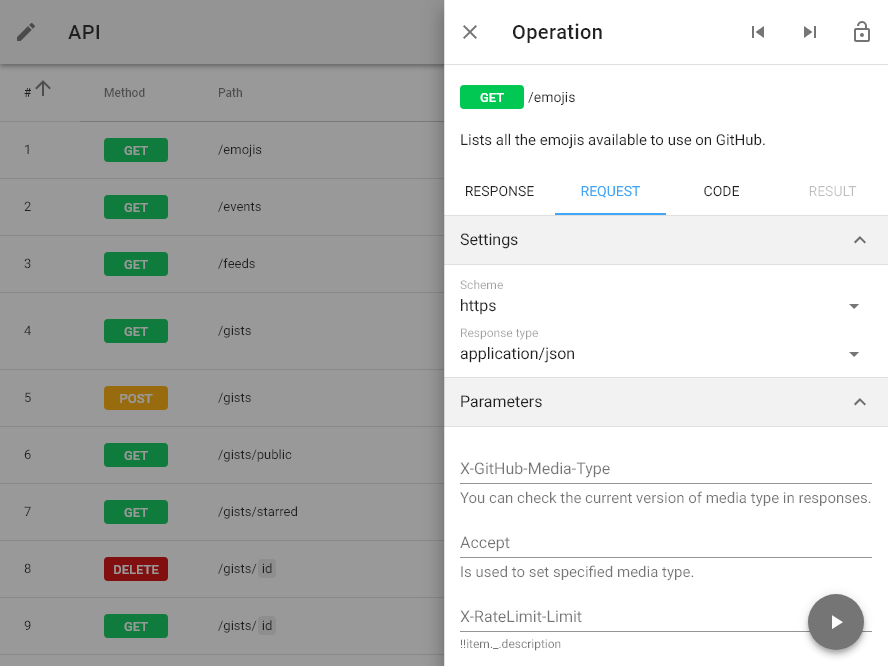 API
# Method Path
1 GET /emojis
2 GET /events
3 GET /feeds
4 GET /gists
5 POST /gists
6 GET /gists/public
7 GET /gists/starred
8 DELETE /gists/ id
9 GET /gists/ id
Operation
GET /emojis
Lists all the emojis available to use on GitHub.
RESPONSE REQUEST CODE RESULT
Settings
Scheme
https
Response type
application/json
Parameters
X-GitHub-Media-Type
You can check the current version of media type in responses.
Accept
Is used to set specified media type.
X-RateLimit-Limit
!!item._.description